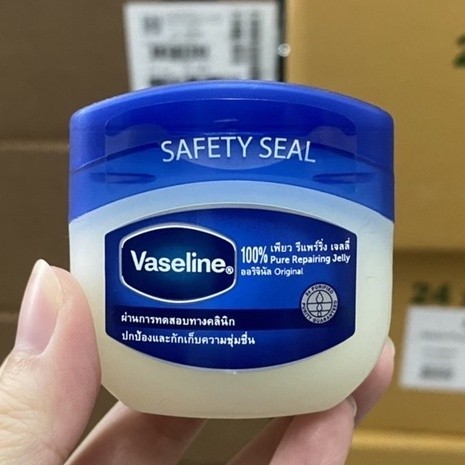 SAFETY SEAL
Vaseline®
100% เพียว รีแพร์ริ่ง เจลลี่
Pure Repairing Jelly
ออริจินัล Original
ผ่านการทดสอบทางคลินิก
ปกป้องและกักเก็บความชุ่มชื่น
24